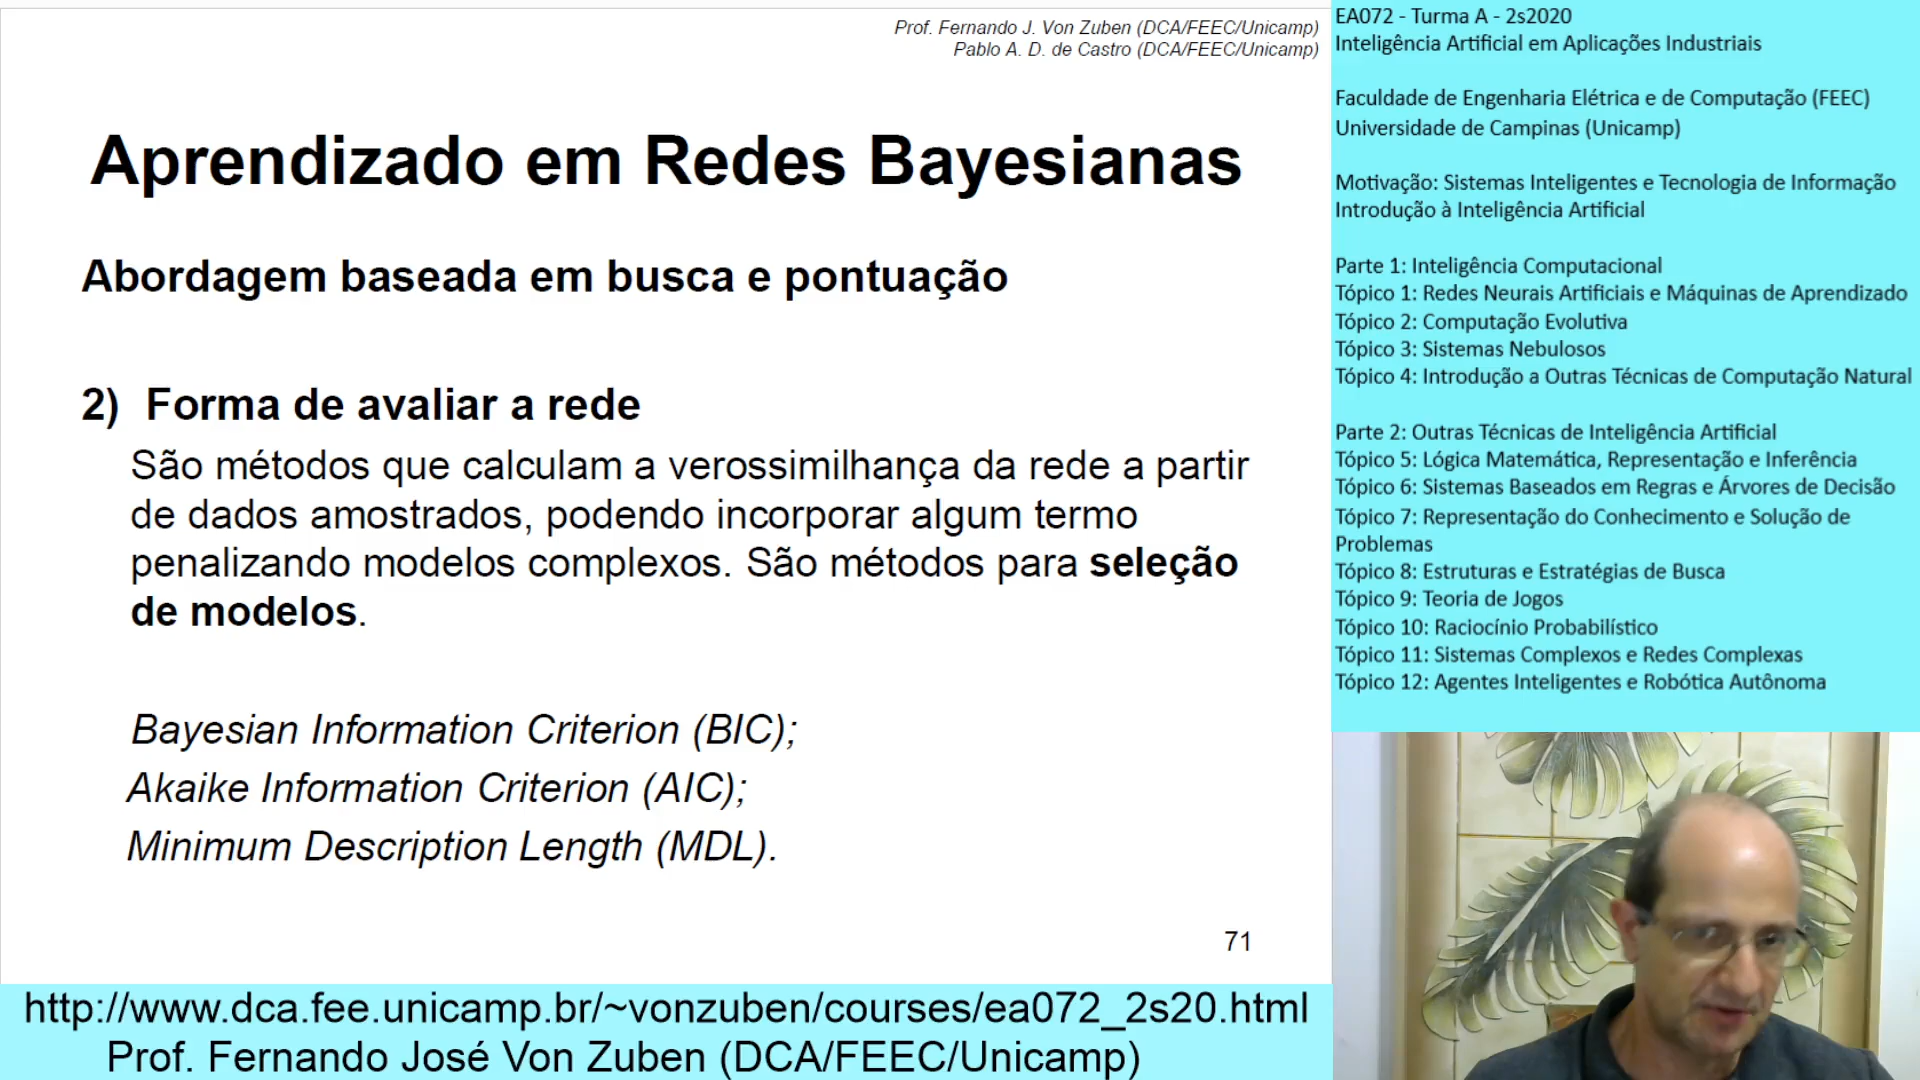 Prof. Fernando J. Von Zuben (DCA/FEEC/Unicamp)
Pablo A. D. de Castro (DCA/FEEC/Unicamp)
Aprendizado em Redes Bayesianas
Abordagem baseada em busca e pontuação
2) Forma de avaliar a rede
São métodos que calculam a verossimilhança da rede a partir
de dados amostrados, podendo incorporar algum termo
penalizando modelos complexos. São métodos para seleção
de modelos.
Bayesian Information Criterion (BIC);
Akaike Information Criterion (AIC);
Minimum Description Length (MDL).
71
http://www.dca.fee.unicamp.br/~vonzuben/courses/ea072_2s20.html
Prof. Fernando José Von Zuben (DCA/FEEC/Unicamp)
EA072 - Turma A - 2s2020
Inteligência Artificial em Aplicações Industriais
Faculdade de Engenharia Elétrica e de Computação (FEEC)
Universidade de Campinas (Unicamp)
Motivação: Sistemas Inteligentes e Tecnologia de Informação
Introdução à Inteligência Artificial
Parte 1: Inteligência Computacional
Tópico 1: Redes Neurais Artificiais e Máquinas de Aprendizado
Tópico 2: Computação Evolutiva
Tópico 3: Sistemas Nebulosos
Tópico 4: Introdução a Outras Técnicas de Computação Natural
Parte 2: Outras Técnicas de Inteligência Artificial
Tópico 5: Lógica Matemática, Representação e Inferência
Tópico 6: Sistemas Baseados em Regras e Árvores de Decisão
Tópico 7: Representação do Conhecimento e Solução de
Problemas
Tópico 8: Estruturas e Estratégias de Busca
Tópico 9: Teoria de Jogos
Tópico 10: Raciocínio Probabilístico
Tópico 11: Sistemas Complexos e Redes Complexas
Tópico 12: Agentes Inteligentes e Robótica Autônoma